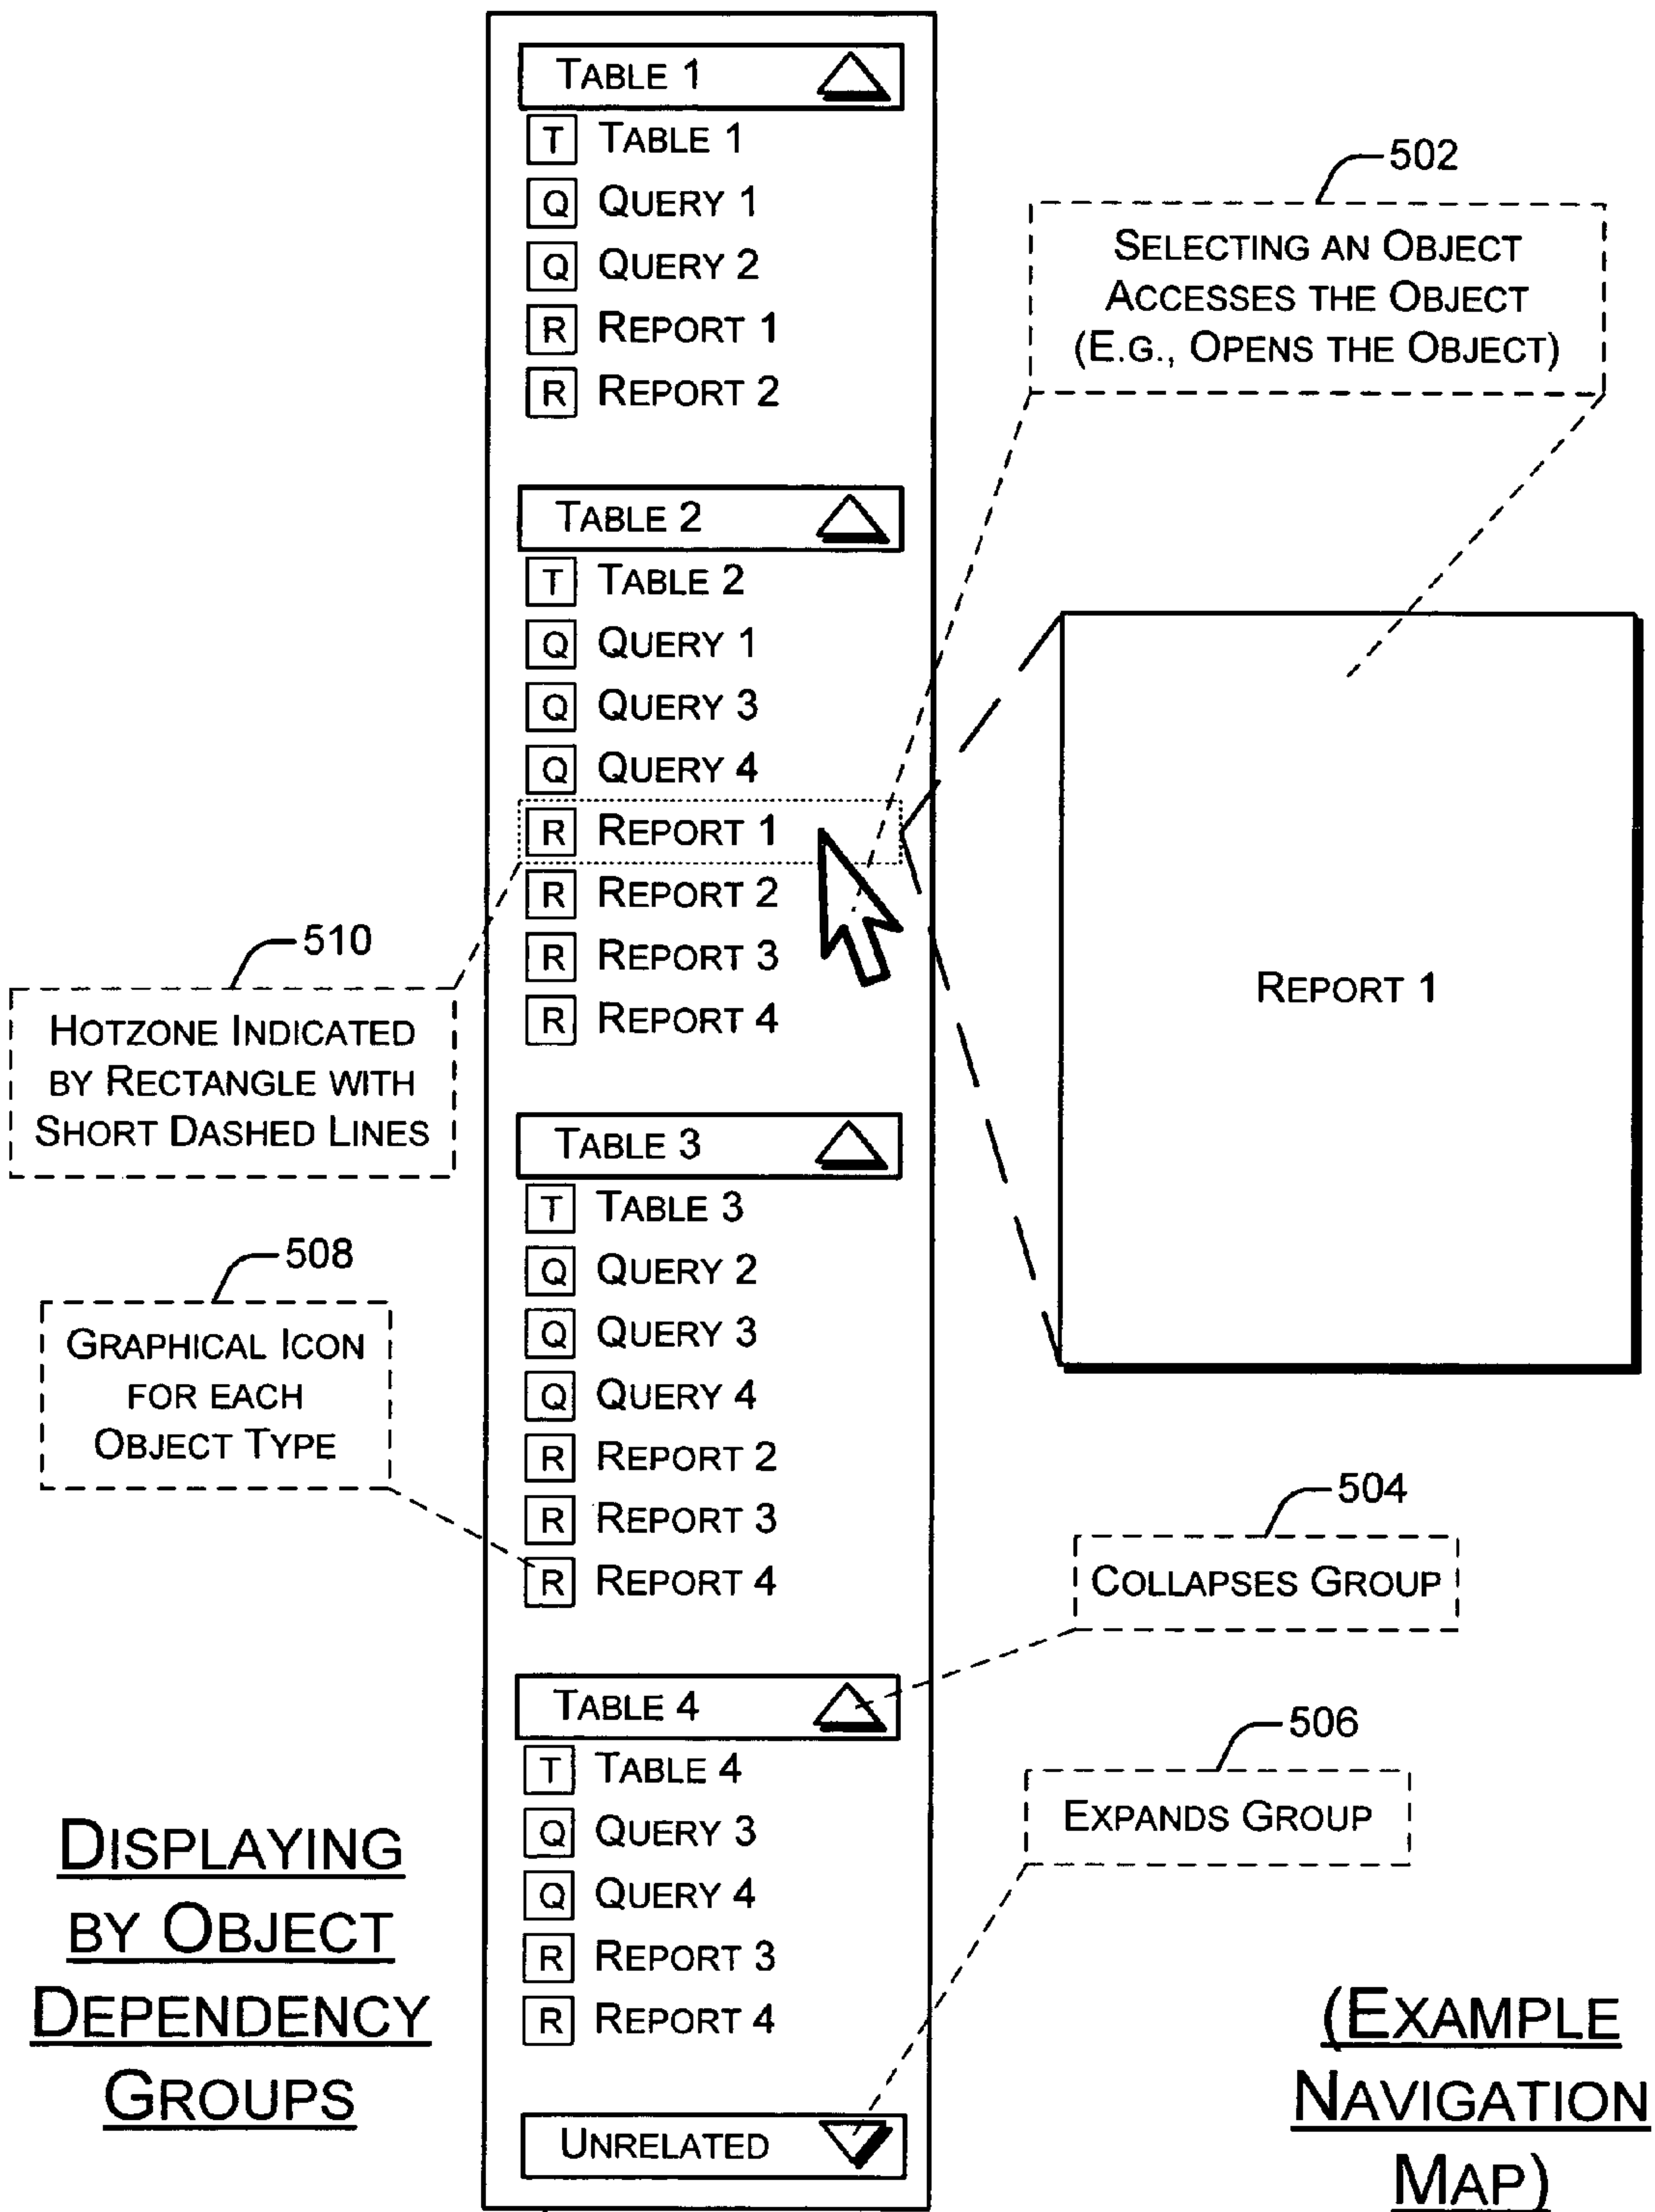 TABLE 1
T TABLE 1
Q QUERY 1
Q QUERY 2
R REPORT 1
R REPORT 2
TABLE 2
T TABLE 2
Q QUERY 1
Q QUERY 3
Q QUERY 4
R REPORT 1
R REPORT 2
R REPORT 3
R REPORT 4
TABLE 3
T TABLE 3
Q QUERY 2
Q QUERY 3
Q QUERY 4
R REPORT 2
R REPORT 3
R REPORT 4
TABLE 4
T TABLE 4
Q QUERY 3
Q QUERY 4
R REPORT 3
R REPORT 4
UNRELATED
502
SELECTING AN OBJECT
ACCESSES THE OBJECT
(E.G., OPENS THE OBJECT)
REPORT 1
510
HOTZONE INDICATED
BY RECTANGLE WITH
SHORT DASHED LINES
508
GRAPHICAL ICON
FOR EACH
OBJECT TYPE
504
COLLAPSES GROUP
506
EXPANDS GROUP
DISPLAYING
BY OBJECT
DEPENDENCY
GROUPS
(EXAMPLE
NAVIGATION
MAP)